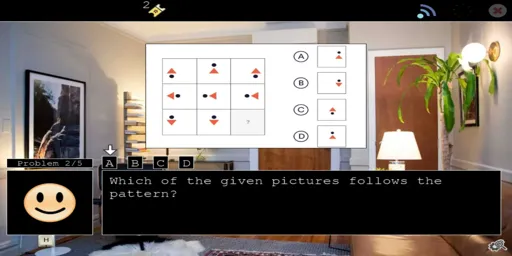 2
A
B
?
C
D
Problem 2/5
A B C D
Which of the given pictures follows the
pattern?
H